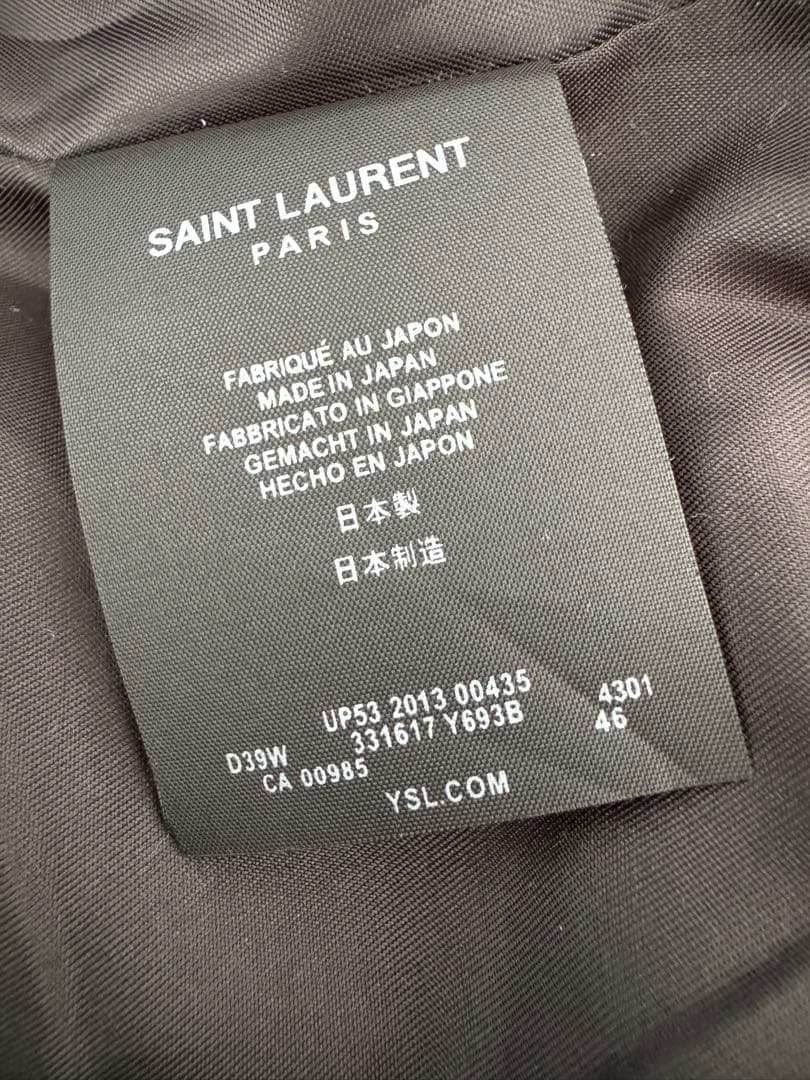 SAINT LAURENT
PARIS
FABRIQUÉ AU JAPON
MADE IN JAPAN
FABBRICATO IN GIAPPONE
GEMACHT IN JAPAN
HECHO EN JAPON
日本製
日本制造
UP53 2013 00435 4301
D39W 331617 Y693B 46
CA 00985
YSL.COM